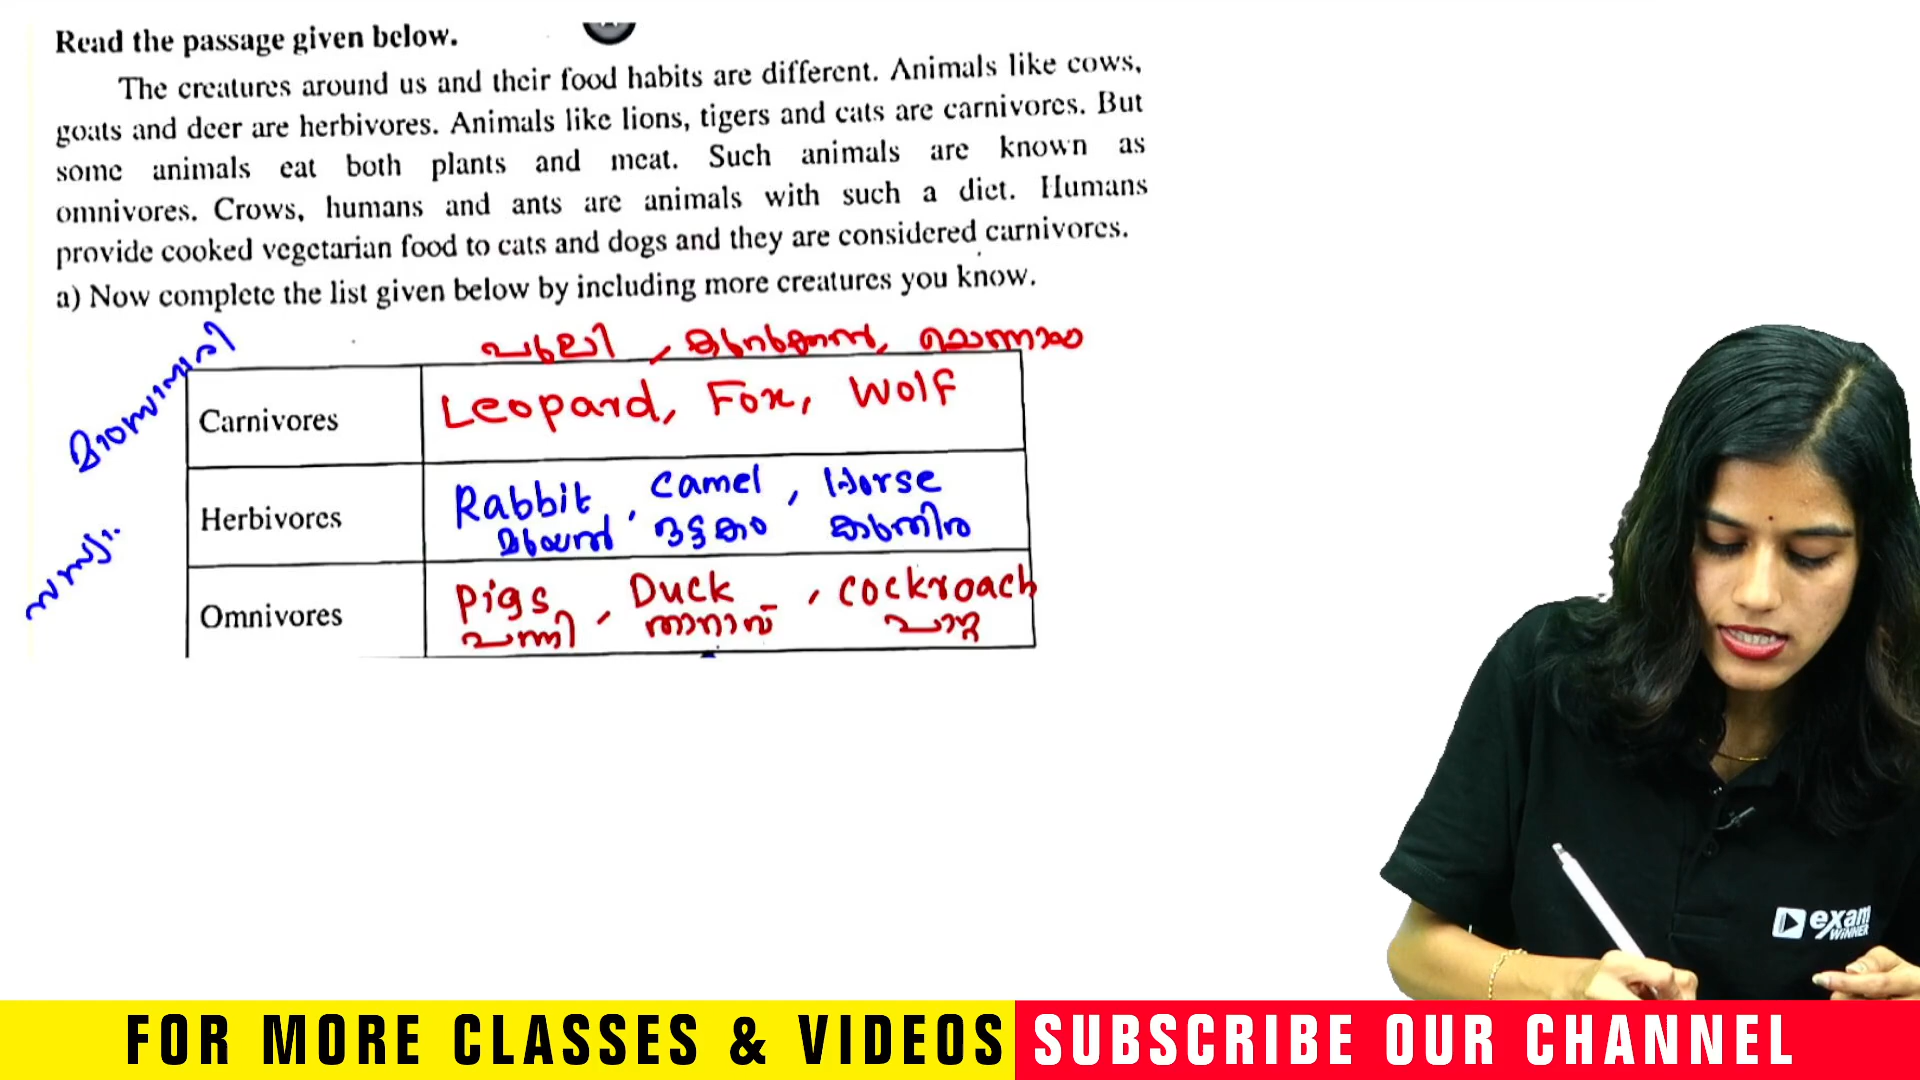 Read the passage given below.
The creatures around us and their food habits are different. Animals like cows,
goats and deer are herbivores. Animals like lions, tigers and cats are carnivores. But
some animals eat both plants and meat. Such animals are known as
omnivores. Crows, humans and ants are animals with such a diet. Humans
provide cooked vegetarian food to cats and dogs and they are considered carnivores.
a) Now complete the list given below by including more creatures you know.
പുലി, കുറുക്കൻ, ചെന്നായ
Carnivores Leopard, Fox, Wolf
Herbivores Rabbit, Camel, Horse
മുയൽ ഒട്ടകം കുതിര
Omnivores Pigs, Duck, Cockroach
പന്നി താറാവ് പാറ്റ
സസ്യം
exam
WINNER
FOR MORE CLASSES & VIDEOS SUBSCRIBE OUR CHANNEL